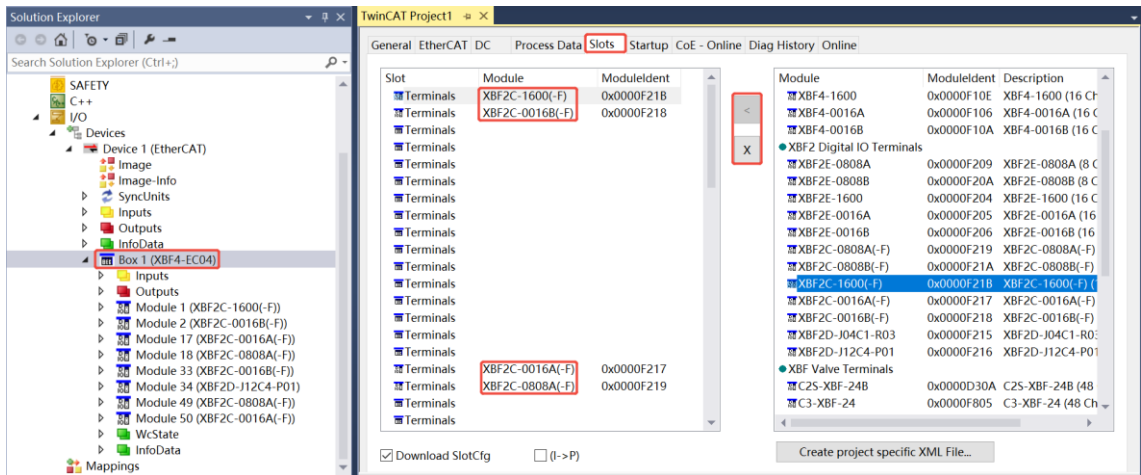 Solution Explorer
Search Solution Explorer (Ctrl+;)
SAFETY
C++
I/O
Devices
Device 1 (EtherCAT)
Image
Image-Info
SyncUnits
Inputs
Outputs
InfoData
Box 1 (XBF4-EC04)
Inputs
Outputs
Module 1 (XBF2C-1600(-F))
Module 2 (XBF2C-0016B(-F))
Module 17 (XBF2C-0016A(-F))
Module 18 (XBF2C-0808A(-F))
Module 33 (XBF2C-0016B(-F))
Module 34 (XBF2D-J12C4-P01)
Module 49 (XBF2C-0808A(-F))
Module 50 (XBF2C-0016A(-F))
WcState
InfoData
Mappings
TwinCAT Project1
General EtherCAT DC Process Data Slots Startup CoE - Online Diag History Online
Slot Module ModuleIdent
Terminals XBF2C-1600(-F) 0x0000F21B
Terminals XBF2C-0016B(-F) 0x0000F218
Terminals
Terminals
Terminals
Terminals
Terminals
Terminals
Terminals
Terminals
Terminals
Terminals
Terminals
Terminals
Terminals
Terminals
Terminals XBF2C-0016A(-F) 0x0000F217
Terminals XBF2C-0808A(-F) 0x0000F219
Terminals
Terminals
<
X
Module ModuleIdent Description
XBF4-1600 0x0000F10E XBF4-1600 (16 Ch
XBF4-0016A 0x0000F106 XBF4-0016A (16 C
XBF4-0016B 0x0000F10A XBF4-0016B (16 C
XBF2 Digital IO Terminals
XBF2E-0808A 0x0000F209 XBF2E-0808A (8 C
XBF2E-0808B 0x0000F20A XBF2E-0808B (8 C
XBF2E-1600 0x0000F204 XBF2E-1600 (16 C
XBF2E-0016A 0x0000F205 XBF2E-0016A (16
XBF2E-0016B 0x0000F206 XBF2E-0016B (16
XBF2C-0808A(-F) 0x0000F219 XBF2C-0808A(-F)
XBF2C-0808B(-F) 0x0000F21A XBF2C-0808B(-F)
XBF2C-1600(-F) 0x0000F21B XBF2C-1600(-F) (
XBF2C-0016A(-F) 0x0000F217 XBF2C-0016A(-F)
XBF2C-0016B(-F) 0x0000F218 XBF2C-0016B(-F)
XBF2D-J04C1-R03 0x0000F215 XBF2D-J04C1-R03
XBF2D-J12C4-P01 0x0000F216 XBF2D-J12C4-P01
XBF Valve Terminals
C2S-XBF-24B 0x0000D30A C2S-XBF-24B (48
C3-XBF-24 0x0000F805 C3-XBF-24 (48 Ch
Download SlotCfg (I->P)
Create project specific XML File...